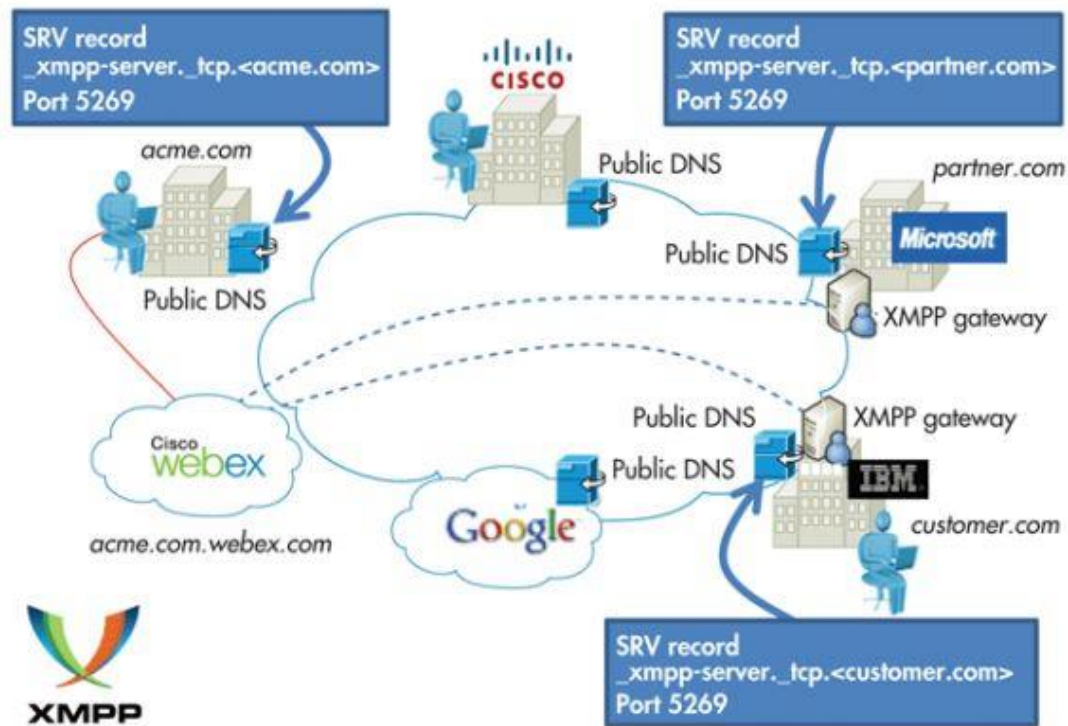 SRV record
_xmpp-server._tcp.<acme.com>
Port 5269
CISCO
SRV record
_xmpp-server._tcp.<partner.com>
Port 5269
acme.com
Public DNS
Public DNS
partner.com
Public DNS
Microsoft
XMPP gateway
Cisco
webex
acme.com.webex.com
Public DNS
XMPP gateway
Public DNS
IBM
Google
customer.com
SRV record
_xmpp-server._tcp.<customer.com>
Port 5269
XMPP